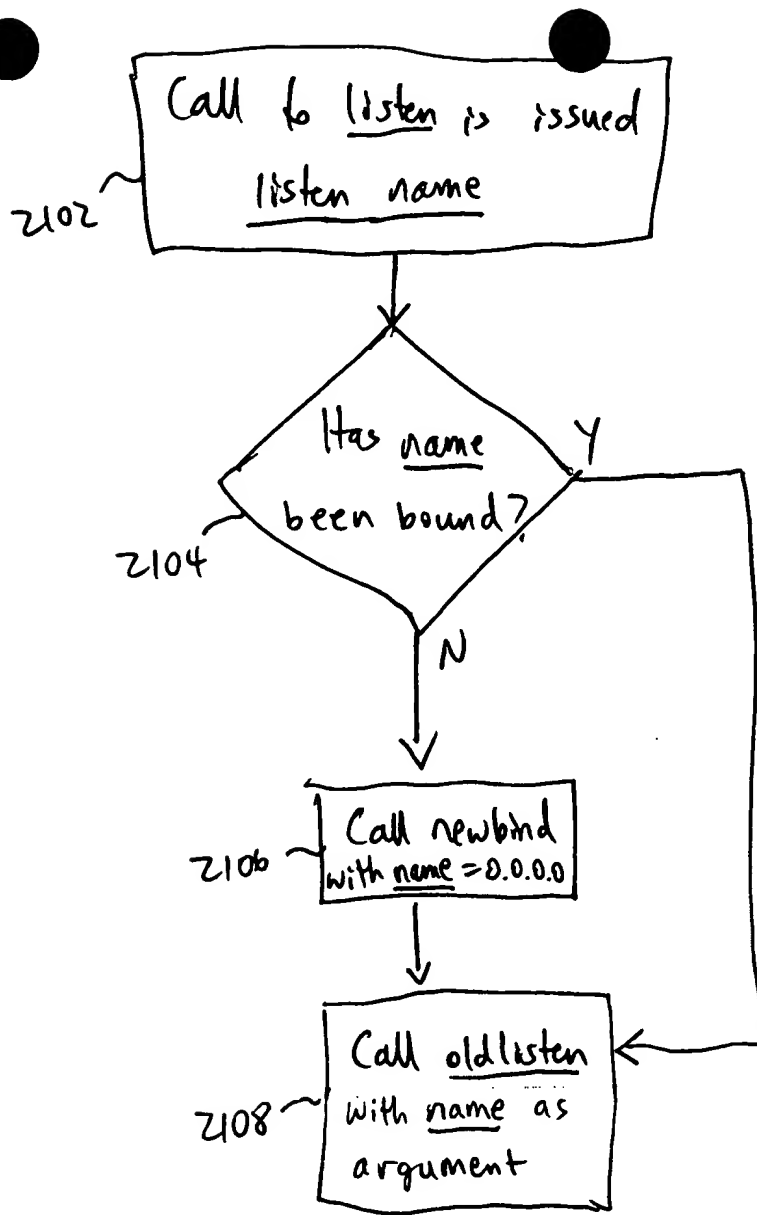 Call to listen is issued
listen name
2102
Has name
been bound?
Y
2104
N
Call newbind
with name = 0.0.0.0
2106
Call oldlisten
with name as
argument
2108